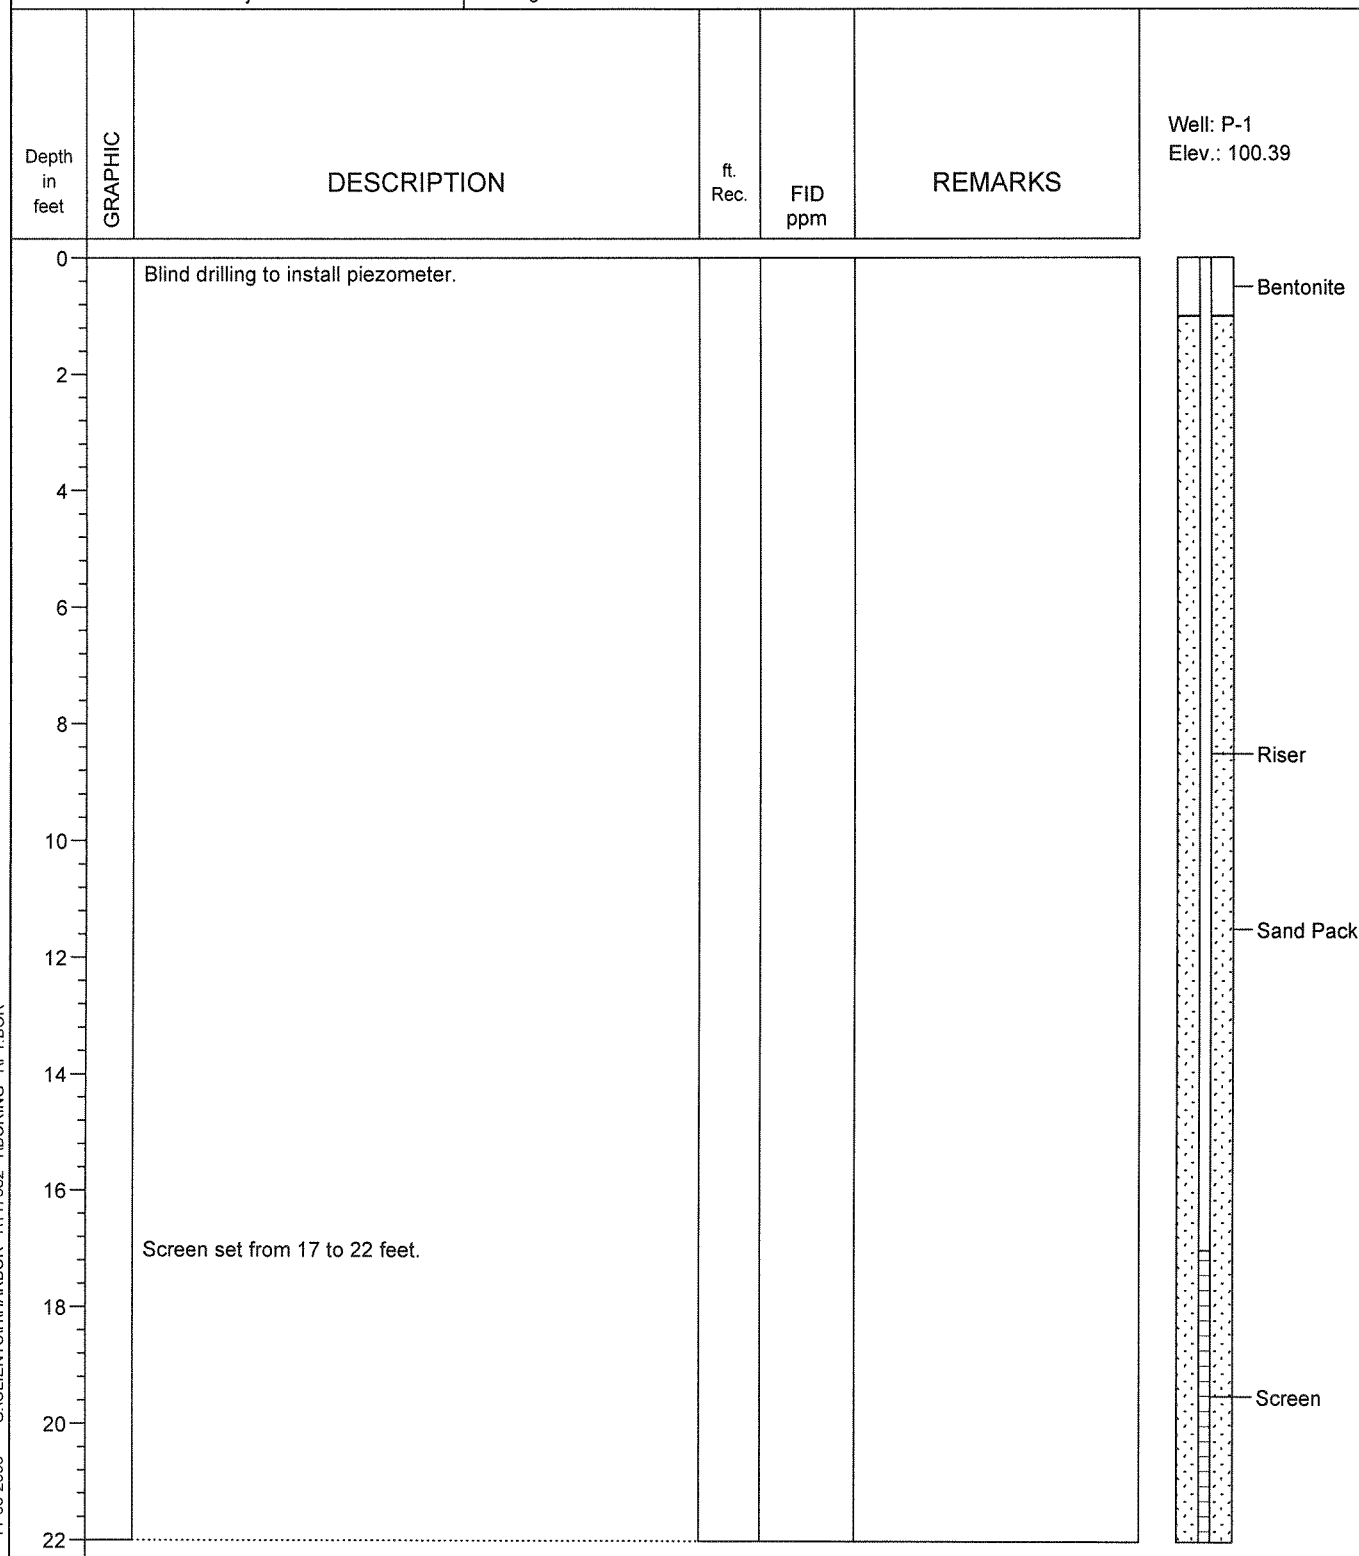 Well: P-1
Elev.: 100.39
Depth
in
feet
GRAPHIC
DESCRIPTION
ft.
Rec.
FID
ppm
REMARKS
0
Blind drilling to install piezometer.
Bentonite
2
4
6
8
Riser
10
Sand Pack
12
14
16
Screen set from 17 to 22 feet.
18
Screen
20
22